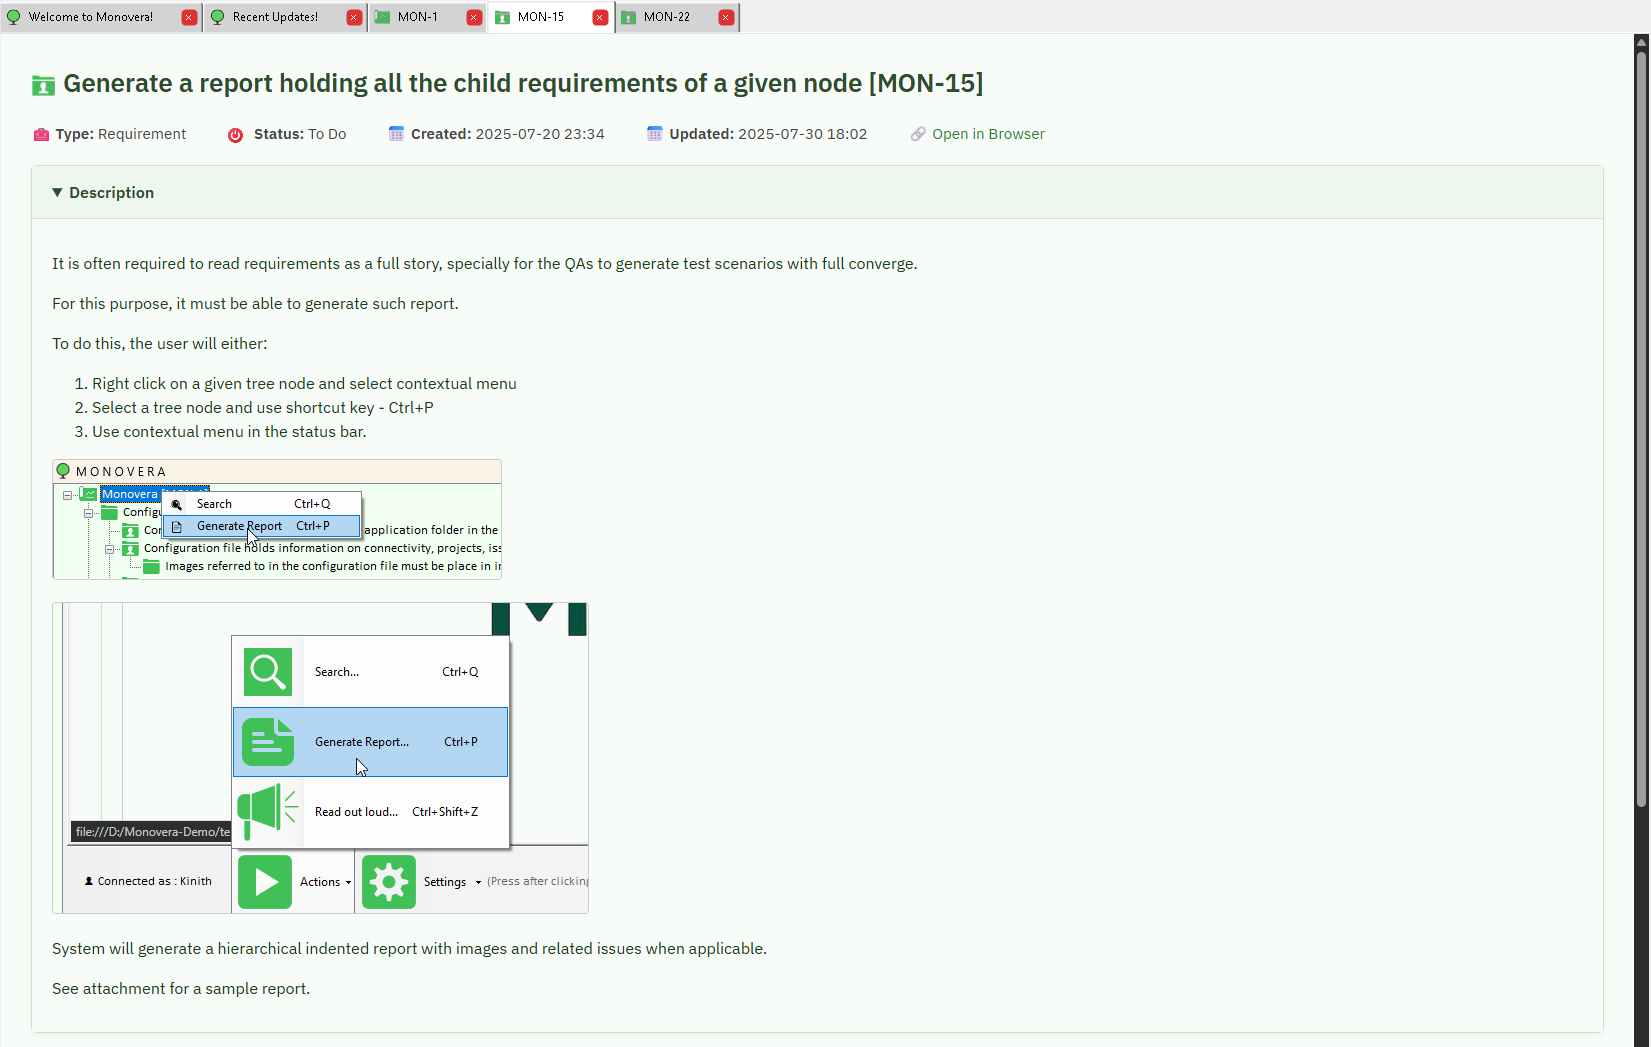 Welcome to Monovera!
Recent Updates!
MON-1
MON-15
MON-22
Generate a report holding all the child requirements of a given node [MON-15]
Type: Requirement
Status: To Do
Created: 2025-07-20 23:34
Updated: 2025-07-30 18:02
Open in Browser
▼ Description
It is often required to read requirements as a full story, specially for the QAs to generate test scenarios with full converge.
For this purpose, it must be able to generate such report.
To do this, the user will either:
1. Right click on a given tree node and select contextual menu
2. Select a tree node and use shortcut key - Ctrl+P
3. Use contextual menu in the status bar.
MONOVERA
Monovera
Search Ctrl+Q
Generate Report Ctrl+P
application folder in the
Configuration file holds information on connectivity, projects, iss
Images referred to in the configuration file must be place in
Search... Ctrl+Q
Generate Report... Ctrl+P
Read out loud... Ctrl+Shift+Z
file:///D:/Monovera-Demo/te
Connected as : Kinith
Actions
Settings
(Press after clicking
System will generate a hierarchical indented report with images and related issues when applicable.
See attachment for a sample report.